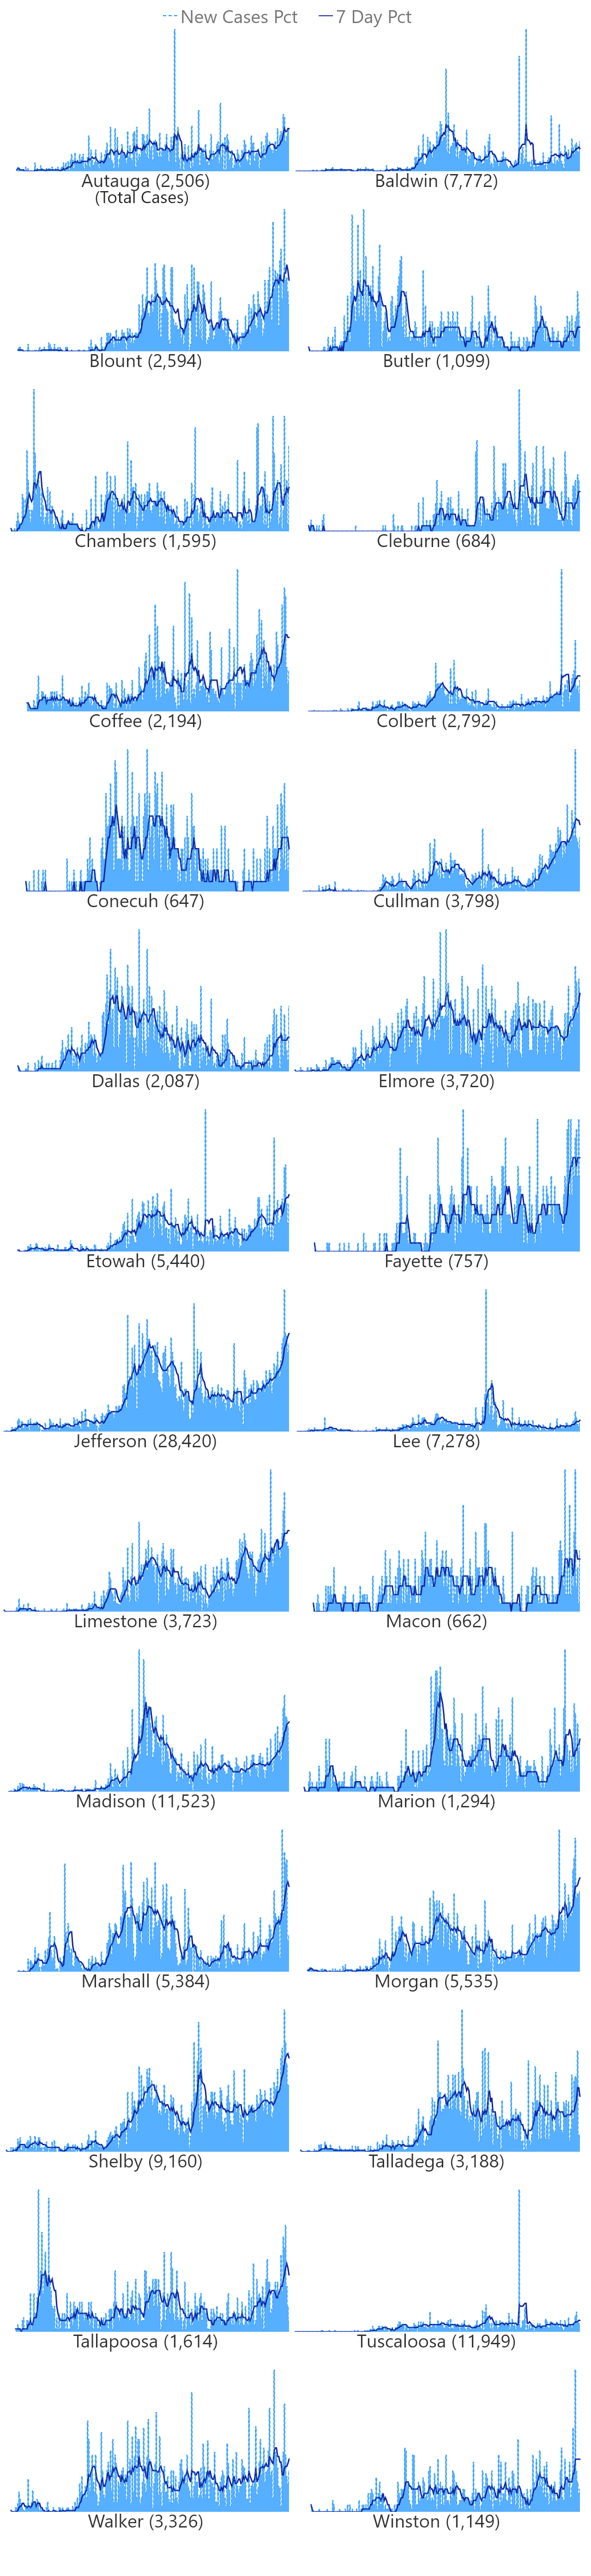 New Cases Pct 7 Day Pct
Autauga (2,506) Baldwin (7,772)
(Total Cases)
Blount (2,594) Butler (1,099)
Chambers (1,595) Cleburne (684)
Coffee (2,194) Colbert (2,792)
Conecuh (647) Cullman (3,798)
Dallas (2,087) Elmore (3,720)
Etowah (5,440) Fayette (757)
Jefferson (28,420) Lee (7,278)
Limestone (3,723) Macon (662)
Madison (11,523) Marion (1,294)
Marshall (5,384) Morgan (5,535)
Shelby (9,160) Talladega (3,188)
Tallapoosa (1,614) Tuscaloosa (11,949)
Walker (3,326) Winston (1,149)